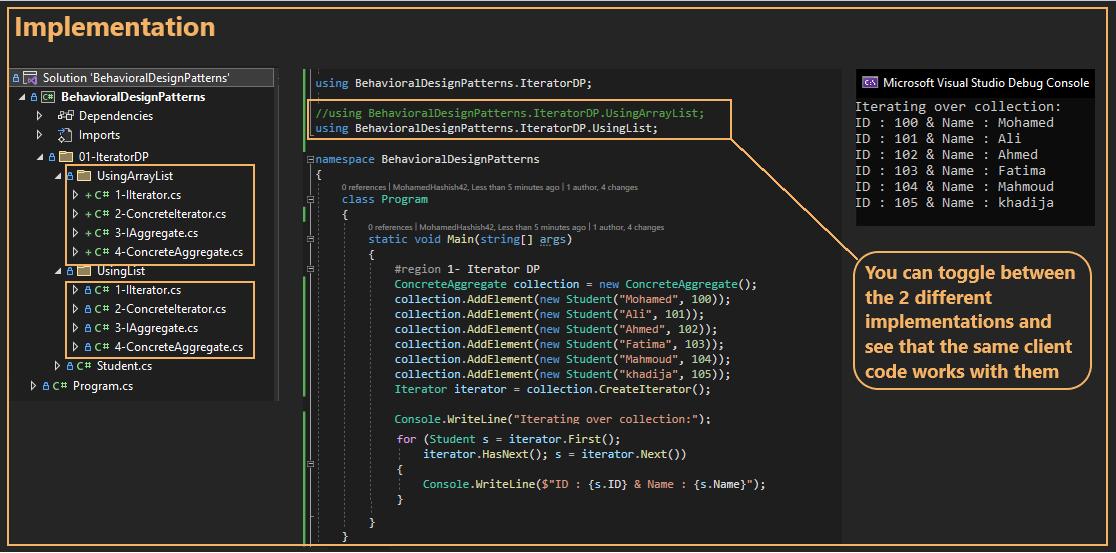 Implementation
Solution 'BehavioralDesignPatterns'
BehavioralDesignPatterns
Dependencies
Imports
01-IteratorDP
UsingArrayList
+ C# 1-IIterator.cs
+ C# 2-ConcreteIterator.cs
+ C# 3-IAggregate.cs
+ C# 4-ConcreteAggregate.cs
UsingList
C# 1-IIterator.cs
C# 2-ConcreteIterator.cs
C# 3-IAggregate.cs
C# 4-ConcreteAggregate.cs
C# Student.cs
C# Program.cs
using BehavioralDesignPatterns.IteratorDP;
//using BehavioralDesignPatterns.IteratorDP.UsingArrayList;
using BehavioralDesignPatterns.IteratorDP.UsingList;
namespace BehavioralDesignPatterns
{
0 references | MohamedHashish42, Less than 5 minutes ago | 1 author, 4 changes
class Program
{
0 references | MohamedHashish42, Less than 5 minutes ago | 1 author, 4 changes
static void Main(string[] args)
{
#region 1- Iterator DP
ConcreteAggregate collection = new ConcreteAggregate();
collection.AddElement(new Student("Mohamed", 100));
collection.AddElement(new Student("Ali", 101));
collection.AddElement(new Student("Ahmed", 102));
collection.AddElement(new Student("Fatima", 103));
collection.AddElement(new Student("Mahmoud", 104));
collection.AddElement(new Student("khadija", 105));
Iterator iterator = collection.CreateIterator();
Console.WriteLine("Iterating over collection:");
for (Student s = iterator.First();
iterator.HasNext(); s = iterator.Next())
{
Console.WriteLine($"ID : {s.ID} & Name : {s.Name}");
}
}
}
Microsoft Visual Studio Debug Console
Iterating over collection:
ID : 100 & Name : Mohamed
ID : 101 & Name : Ali
ID : 102 & Name : Ahmed
ID : 103 & Name : Fatima
ID : 104 & Name : Mahmoud
ID : 105 & Name : khadija
You can toggle between
the 2 different
implementations and
see that the same client
code works with them